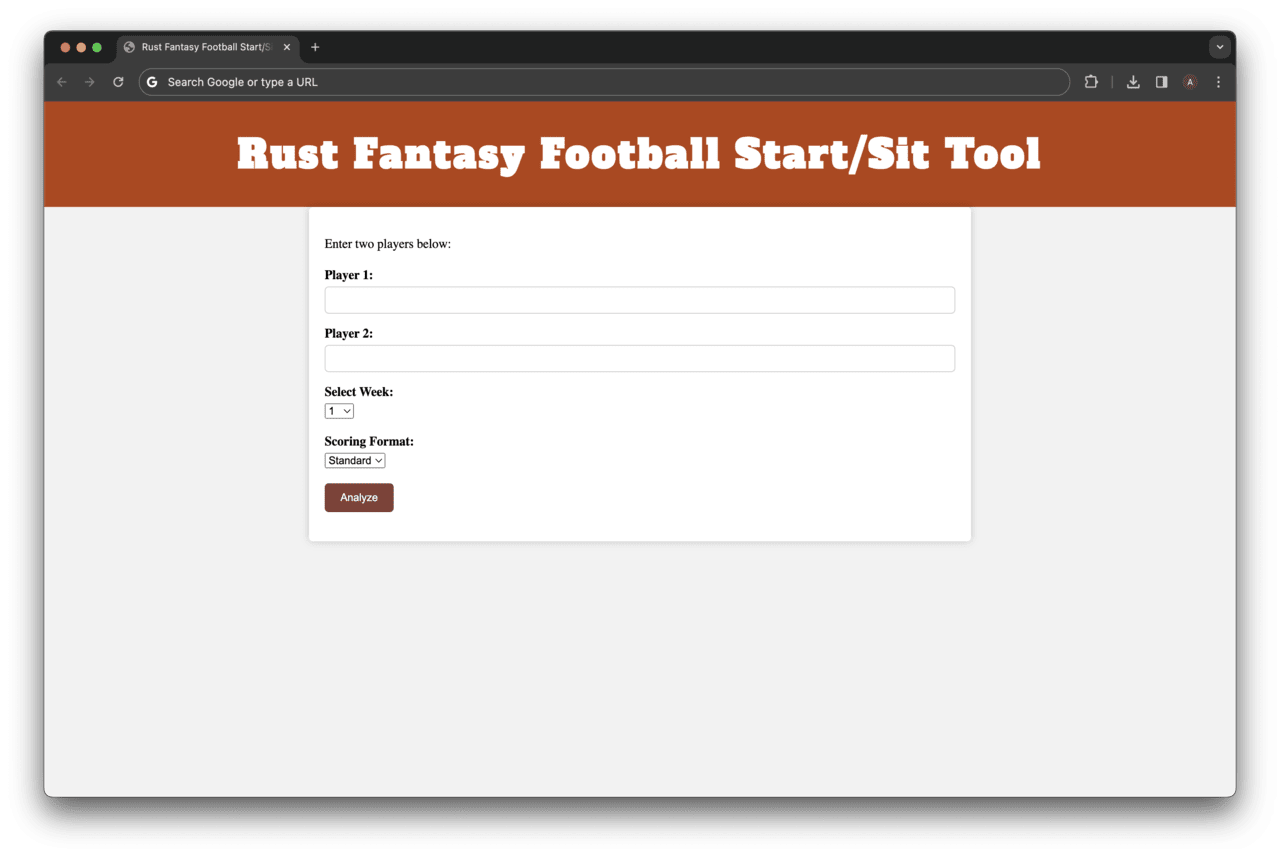 Rust Fantasy Football Start/S
Search Google or type a URL
A
Rust Fantasy Football Start/Sit Tool
Enter two players below:
Player 1:
Player 2:
Select Week:
1
Scoring Format:
Standard
Analyze